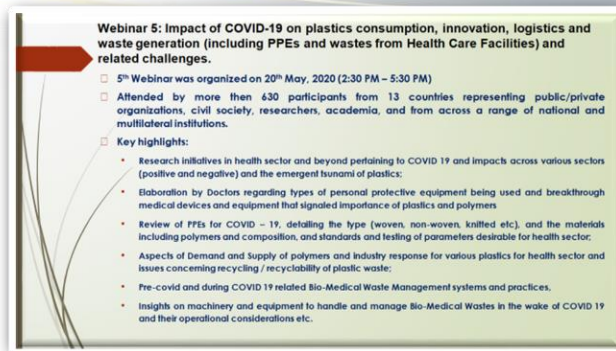 Webinar 5: Impact of COVID-19 on plastics consumption, innovation, logistics and
waste generation (including PPEs and wastes from Health Care Facilities) and
related challenges.
5th Webinar was organized on 20th May, 2020 (2:30 PM – 5:30 PM)
Attended by more then 630 participants from 13 countries representing public/private
organizations, civil society, researchers, academia, and from across a range of national and
multilateral institutions.
Key highlights:
• Research initiatives in health sector and beyond pertaining to COVID 19 and impacts across various sectors
(positive and negative) and the emergent tsunami of plastics;
• Elaboration by Doctors regarding types of personal protective equipment being used and breakthrough
medical devices and equipment that signaled importance of plastics and polymers
• Review of PPEs for COVID – 19, detailing the type (woven, non-woven, knitted etc), and the materials
including polymers and composition, and standards and testing of parameters desirable for health sector;
• Aspects of Demand and Supply of polymers and industry response for various plastics for health sector and
issues concerning recycling / recyclability of plastic waste;
• Pre-covid and during COVID 19 related Bio-Medical Waste Management systems and practices,
• Insights on machinery and equipment to handle and manage Bio-Medical Wastes in the wake of COVID 19
and their operational considerations etc.